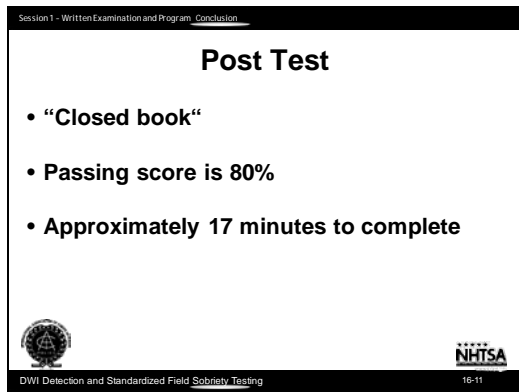 Session 1 - Written Examination and Program Conclusion
Post Test
• “Closed book“
• Passing score is 80%
• Approximately 17 minutes to complete
NHTSA
DWI Detection and Standardized Field Sobriety Testing
16-11